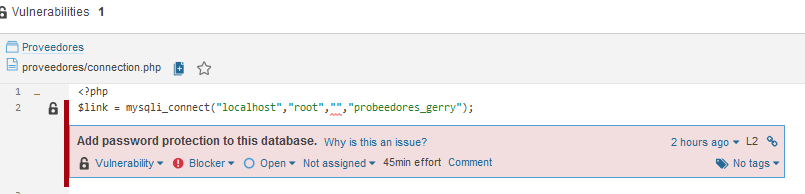 Vulnerabilities 1
Proveedores
proveedores/connection.php
1 … <?php
2 $link = mysqli_connect("localhost","root","","probeedores_gerry");
Add password protection to this database. Why is this an issue? 2 hours ago L2
Vulnerability Blocker Open Not assigned 45min effort Comment No tags